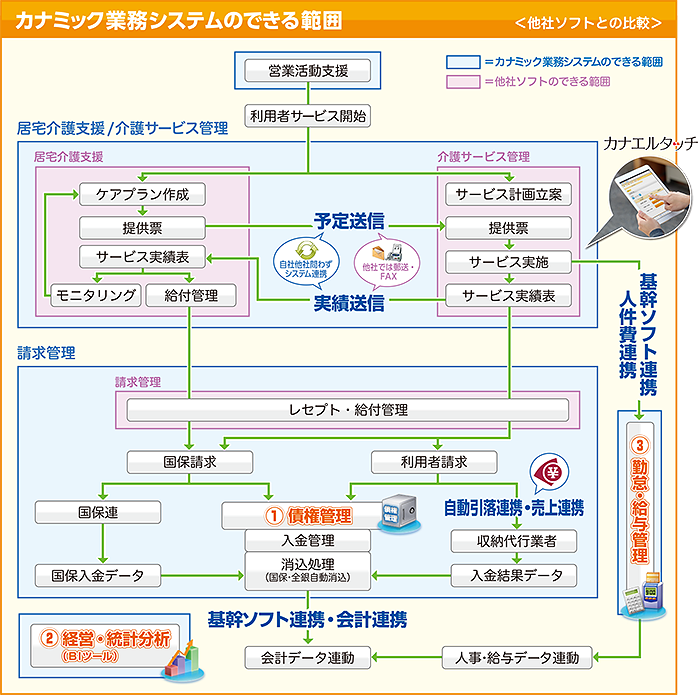 カナミック業務システムのできる範囲
＜他社ソフトとの比較＞
営業活動支援
＝カナミック業務システムのできる範囲
＝他社ソフトのできる範囲
利用者サービス開始
居宅介護支援/介護サービス管理
カナエルタッチ
居宅介護支援
介護サービス管理
ケアプラン作成
サービス計画立案
提供票
予定送信
提供票
サービス実績表
自社他社問わず
システム連携
他社では郵送・
FAX
サービス実施
モニタリング
給付管理
実績送信
サービス実績表
基幹ソフト連携
人件費連携
請求管理
請求管理
レセプト・給付管理
国保請求
利用者請求
国保連
①債権管理
債権
管理
自動引落連携・売上連携
③勤怠・給与管理
入金管理
収納代行業者
国保入金データ
消込処理
（国保・全銀自動消込）
入金結果データ
基幹ソフト連携・会計連携
②経営・統計分析
（BIツール）
会計データ連動
人事・給与データ連動